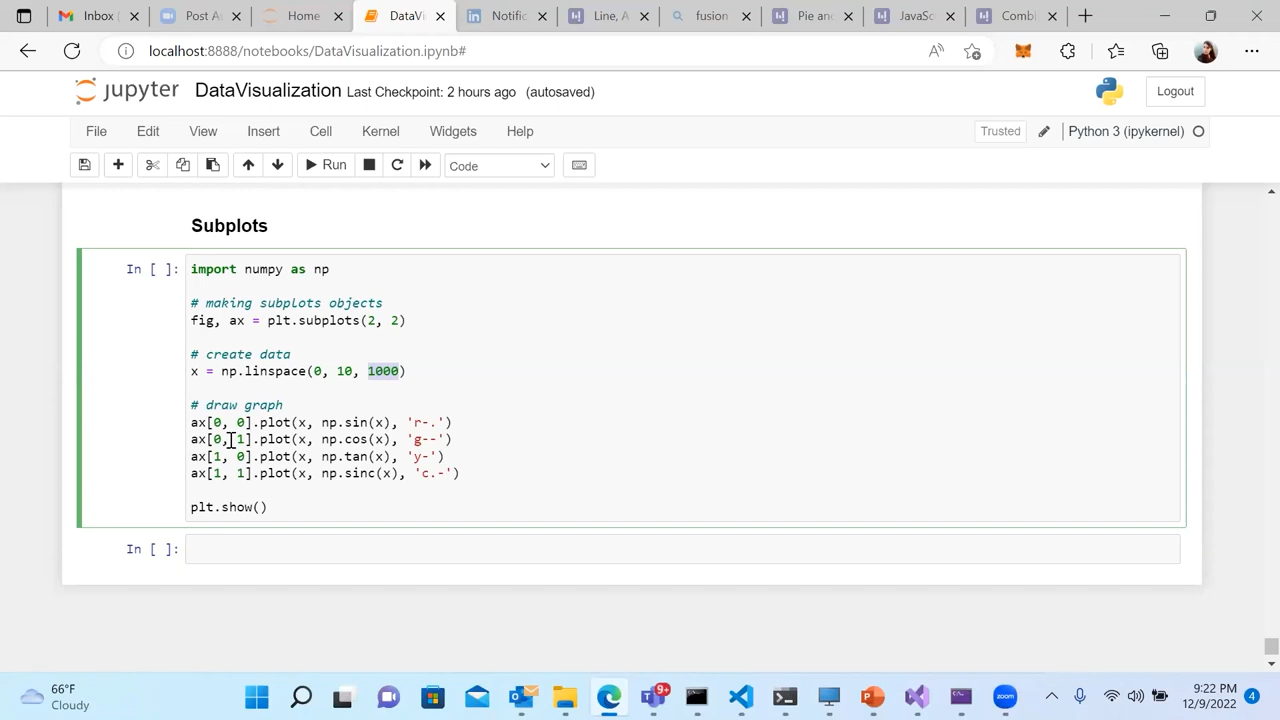 Inbox (
Post A
Home
DataVi
Notific
Line, A
fusion
Pie and
JavaSc
Combi
localhost:8888/notebooks/DataVisualization.ipynb#
jupyter DataVisualization Last Checkpoint: 2 hours ago (autosaved)
Logout
File Edit View Insert Cell Kernel Widgets Help
Trusted Python 3 (ipykernel)
Run Code
Subplots
In [ ]:
import numpy as np
# making subplots objects
fig, ax = plt.subplots(2, 2)
# create data
x = np.linspace(0, 10, 1000)
# draw graph
ax[0, 0].plot(x, np.sin(x), 'r-.')
ax[0, 1].plot(x, np.cos(x), 'g--')
ax[1, 0].plot(x, np.tan(x), 'y-')
ax[1, 1].plot(x, np.sinc(x), 'c.-')
plt.show()
In [ ]:
66°F
Cloudy
9+
zoom
9:22 PM
12/9/2022
4